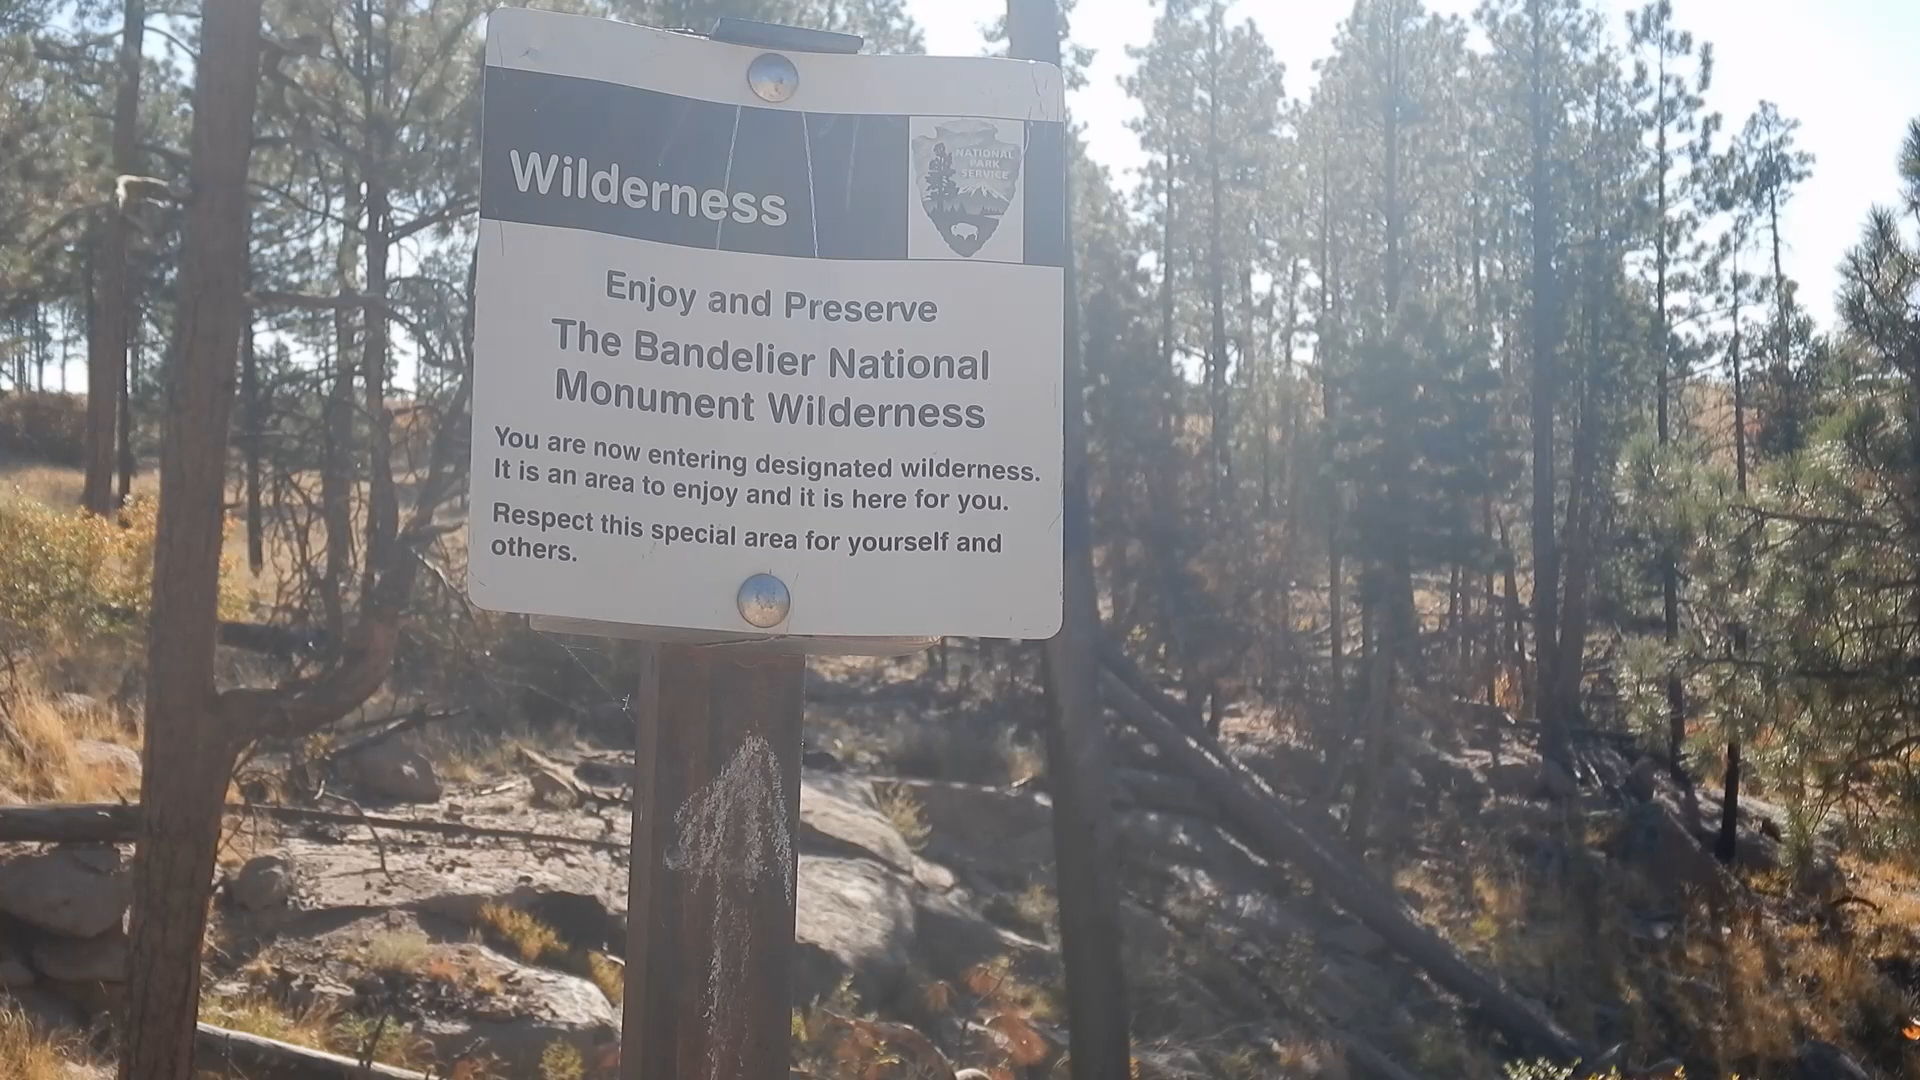 Wilderness
NATIONAL
PARK
SERVICE
Enjoy and Preserve
The Bandelier National
Monument Wilderness
You are now entering designated wilderness.
It is an area to enjoy and it is here for you.
Respect this special area for yourself and
others.